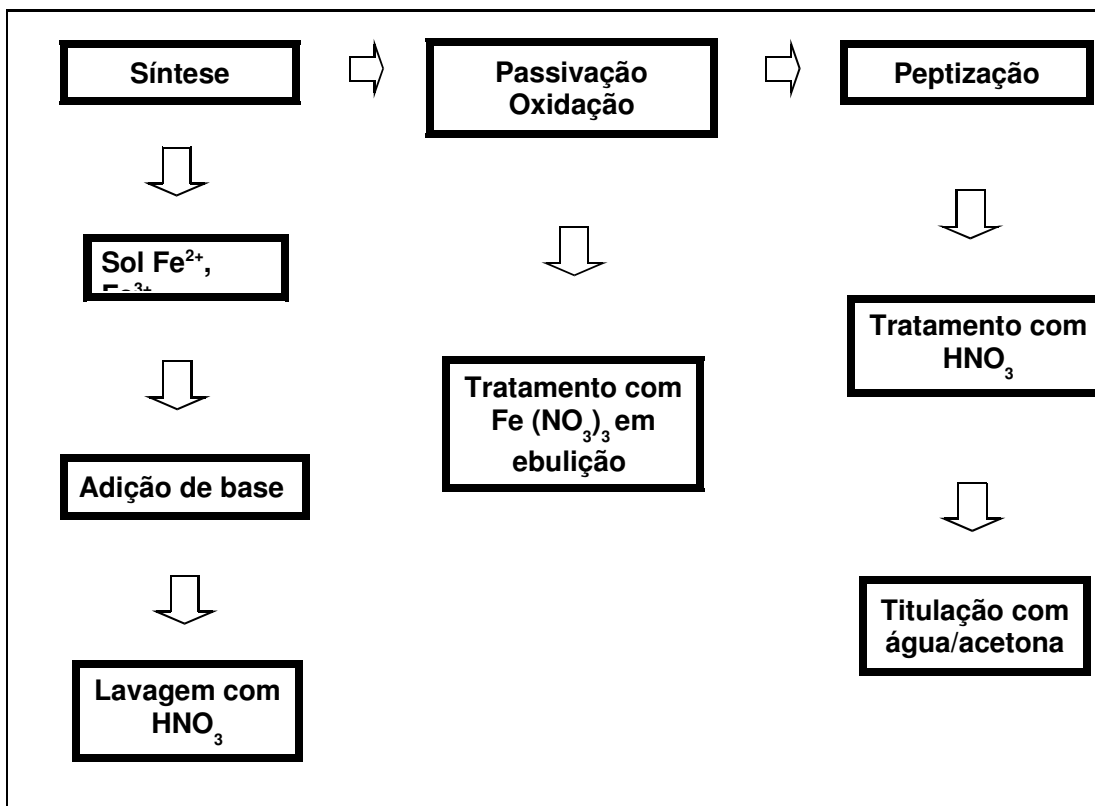 Síntese
Passivação
Oxidação
Peptização
Sol Fe²⁺,
Tratamento com
Fe (NO₃)₃ em
ebulição
Tratamento com
HNO₃
Adição de base
Titulação com
água/acetona
Lavagem com
HNO₃